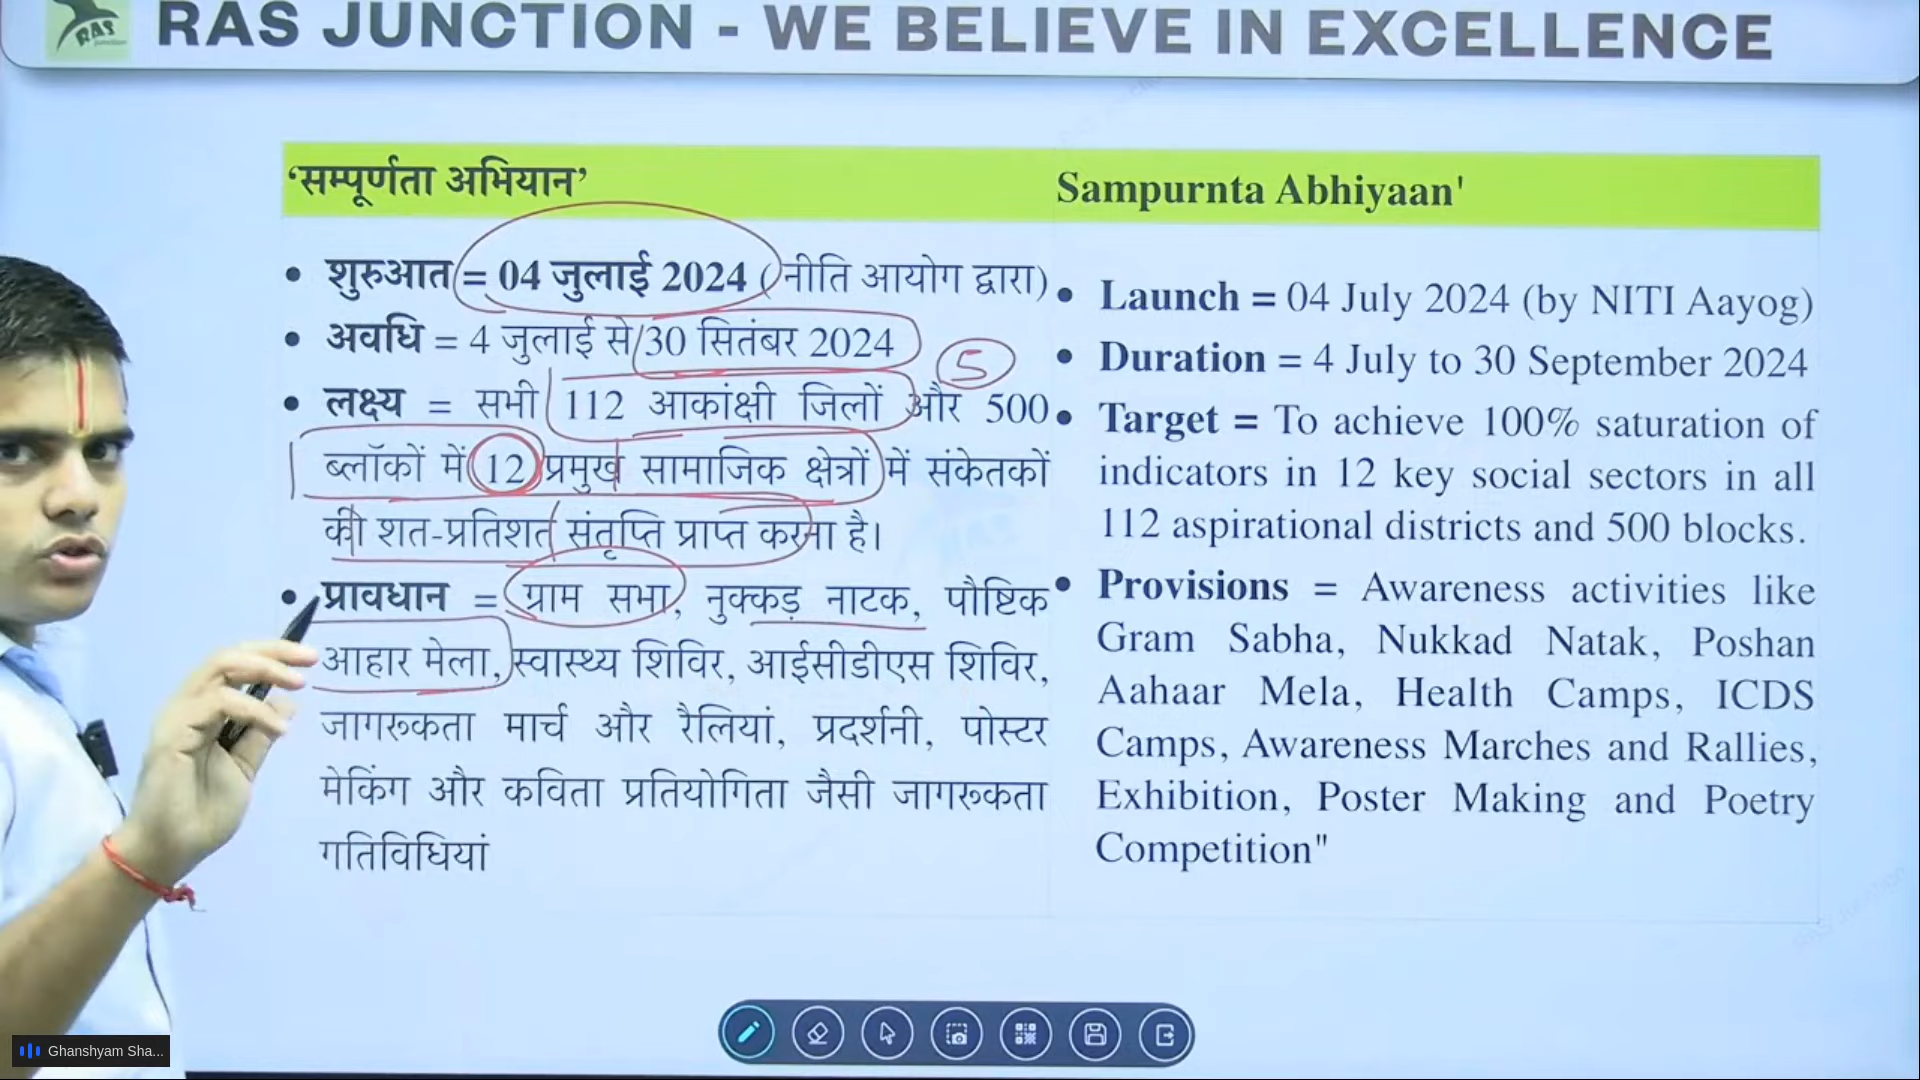 RAS JUNCTION - WE BELIEVE IN EXCELLENCE
RAS
‘सम्पूर्णता अभियान’
• शुरुआत = 04 जुलाई 2024 (नीति आयोग द्वारा)
• अवधि = 4 जुलाई से 30 सितंबर 2024
5
• लक्ष्य = सभी 112 आकांक्षी जिलों और 500
ब्लॉकों में 12 प्रमुख सामाजिक क्षेत्रों में संकेतकों
की शत-प्रतिशत संतृप्ति प्राप्त करना है।
• प्रावधान = ग्राम सभा, नुक्कड़ नाटक, पौष्टिक
आहार मेला, स्वास्थ्य शिविर, आईसीडीएस शिविर,
जागरूकता मार्च और रैलियां, प्रदर्शनी, पोस्टर
मेकिंग और कविता प्रतियोगिता जैसी जागरूकता
गतिविधियां
Sampurnta Abhiyaan'
• Launch = 04 July 2024 (by NITI Aayog)
• Duration = 4 July to 30 September 2024
• Target = To achieve 100% saturation of
indicators in 12 key social sectors in all
112 aspirational districts and 500 blocks.
• Provisions = Awareness activities like
Gram Sabha, Nukkad Natak, Poshan
Aahaar Mela, Health Camps, ICDS
Camps, Awareness Marches and Rallies,
Exhibition, Poster Making and Poetry
Competition"
Ghanshyam Sha...